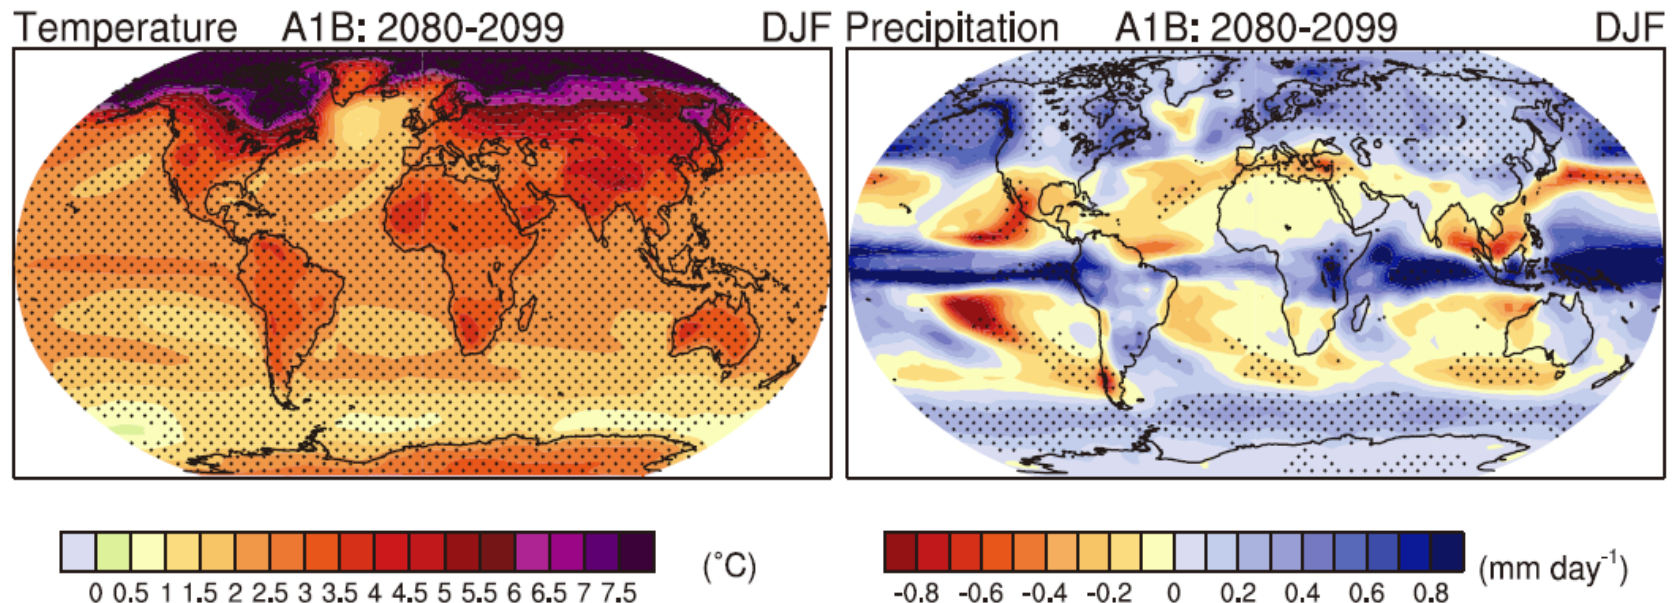 Temperature A1B: 2080-2099 DJF
Precipitation A1B: 2080-2099 DJF
0 0.5 1 1.5 2 2.5 3 3.5 4 4.5 5 5.5 6 6.5 7 7.5 (°C)
-0.8 -0.6 -0.4 -0.2 0 0.2 0.4 0.6 0.8 (mm day⁻¹)